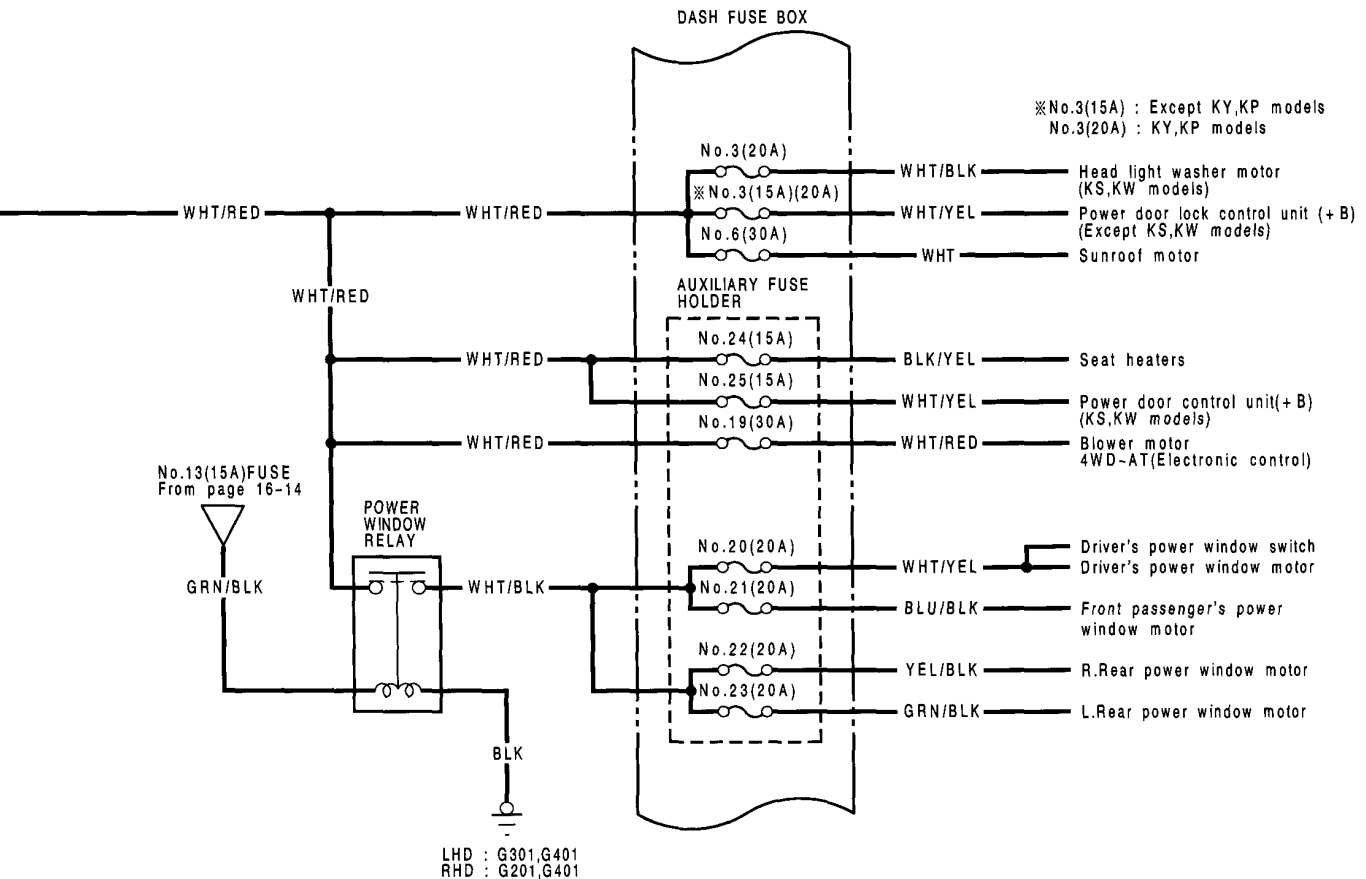 DASH FUSE BOX
※No.3(15A) : Except KY,KP models
No.3(20A) : KY,KP models
No.3(20A)
WHT/BLK
Head light washer motor
(KS,KW models)
WHT/RED
WHT/RED
※No.3(15A)(20A)
WHT/YEL
Power door lock control unit (+B)
(Except KS,KW models)
No.6(30A)
WHT
Sunroof motor
WHT/RED
AUXILIARY FUSE
HOLDER
No.24(15A)
WHT/RED
BLK/YEL
Seat heaters
No.25(15A)
WHT/YEL
Power door control unit(+B)
(KS,KW models)
No.19(30A)
WHT/RED
WHT/RED
Blower motor
4WD-AT(Electronic control)
No.13(15A)FUSE
From page 16-14
POWER
WINDOW
RELAY
GRN/BLK
WHT/BLK
No.20(20A)
WHT/YEL
Driver's power window switch
Driver's power window motor
No.21(20A)
BLU/BLK
Front passenger's power
window motor
No.22(20A)
YEL/BLK
R.Rear power window motor
No.23(20A)
GRN/BLK
L.Rear power window motor
BLK
LHD : G301,G401
RHD : G201,G401